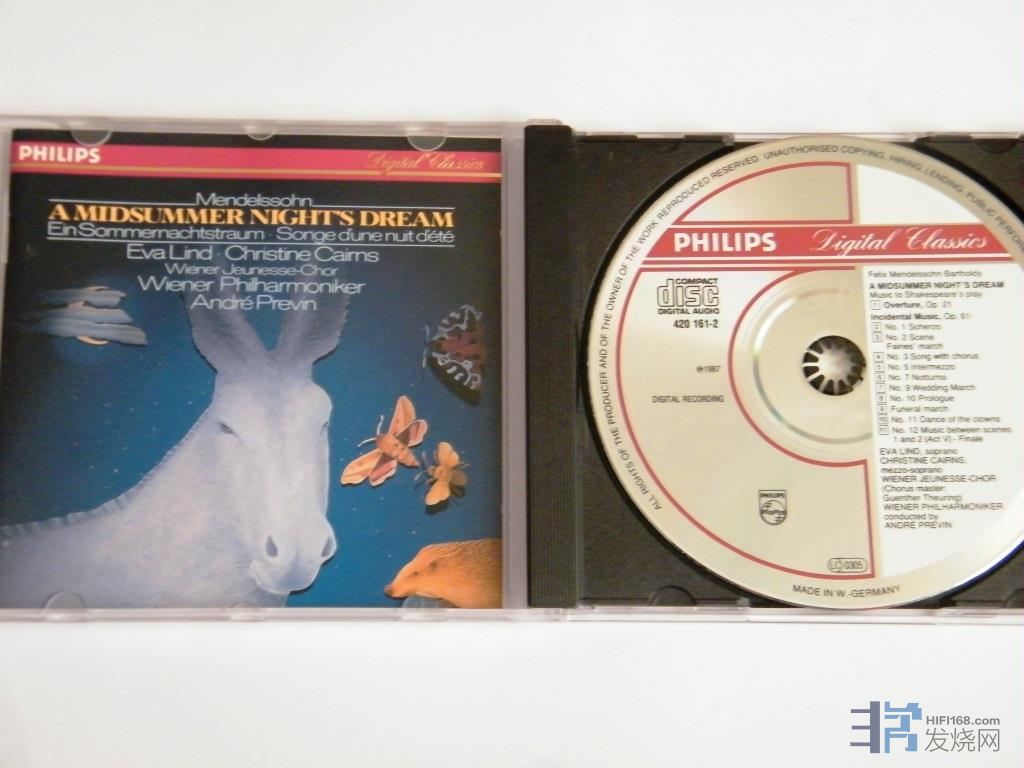 PHILIPS
Digital Classics
Mendelssohn
A MIDSUMMER NIGHT'S DREAM
Ein Sommernachtstraum · Songe d'une nuit d'été
Eva Lind · Christine Cairns
Wiener Jeunesse-Chor
Wiener Philharmoniker
André Previn
ALL RIGHTS OF THE PRODUCER AND OF THE OWNER OF THE WORK REPRODUCED RESERVED. UNAUTHORISED COPYING, HIRING, LENDING, PUBLIC PERFOR
PHILIPS
Digital Classics
COMPACT
disc
DIGITAL AUDIO
420 161-2
℗1987
DIGITAL RECORDING
Felix Mendelssohn Bartholdy
A MIDSUMMER NIGHT'S DREAM
Music to Shakespeare's play
1 Overture, Op. 21
Incidental Music, Op. 61:
2 No. 1 Scherzo
3 No. 2 Scene
Fairies' march
4 No. 3 Song with chorus
5 No. 5 Intermezzo
6 No. 7 Notturno
7 No. 9 Wedding March
8 No. 10 Prologue
9 Funeral march
10 No. 11 Dance of the clowns
11 No. 12 Music between scenes
1 and 2 (Act V) - Finale
EVA LIND, soprano
CHRISTINE CAIRNS,
mezzo-soprano
WIENER JEUNESSE-CHOR
(Chorus master:
Guenther Theuring)
WIENER PHILHARMONIKER
conducted by
ANDRÉ PREVIN
PHILIPS
LC 0305
MADE IN W.-GERMANY
HIFI168.com
发烧网